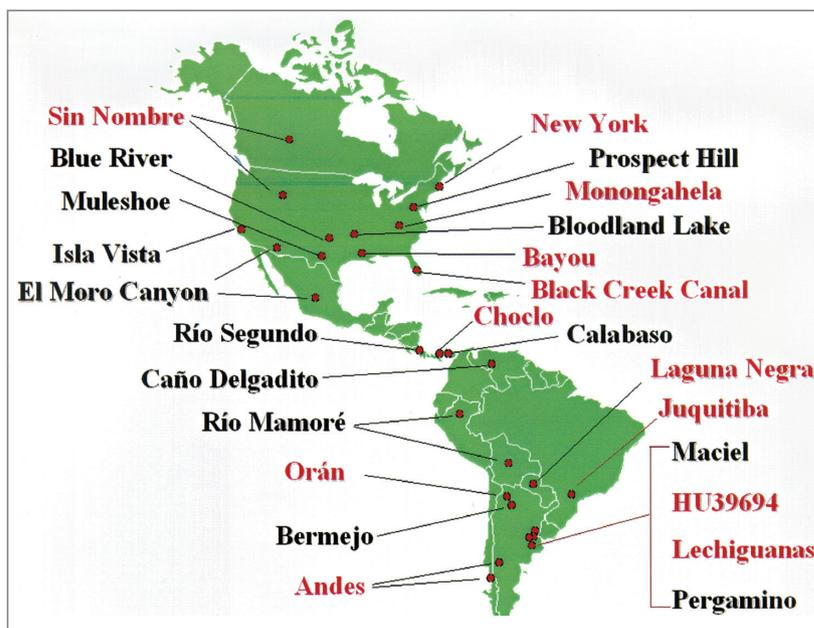 Sin Nombre
New York
Blue River
Prospect Hill
Muleshoe
Monongahela
Bloodland Lake
Isla Vista
Bayou
El Moro Canyon
Black Creek Canal
Choclo
Río Segundo
Calabaso
Caño Delgadito
Laguna Negra
Juquitiba
Río Mamoré
Maciel
Orán
HU39694
Bermejo
Lechiguanas
Andes
Pergamino